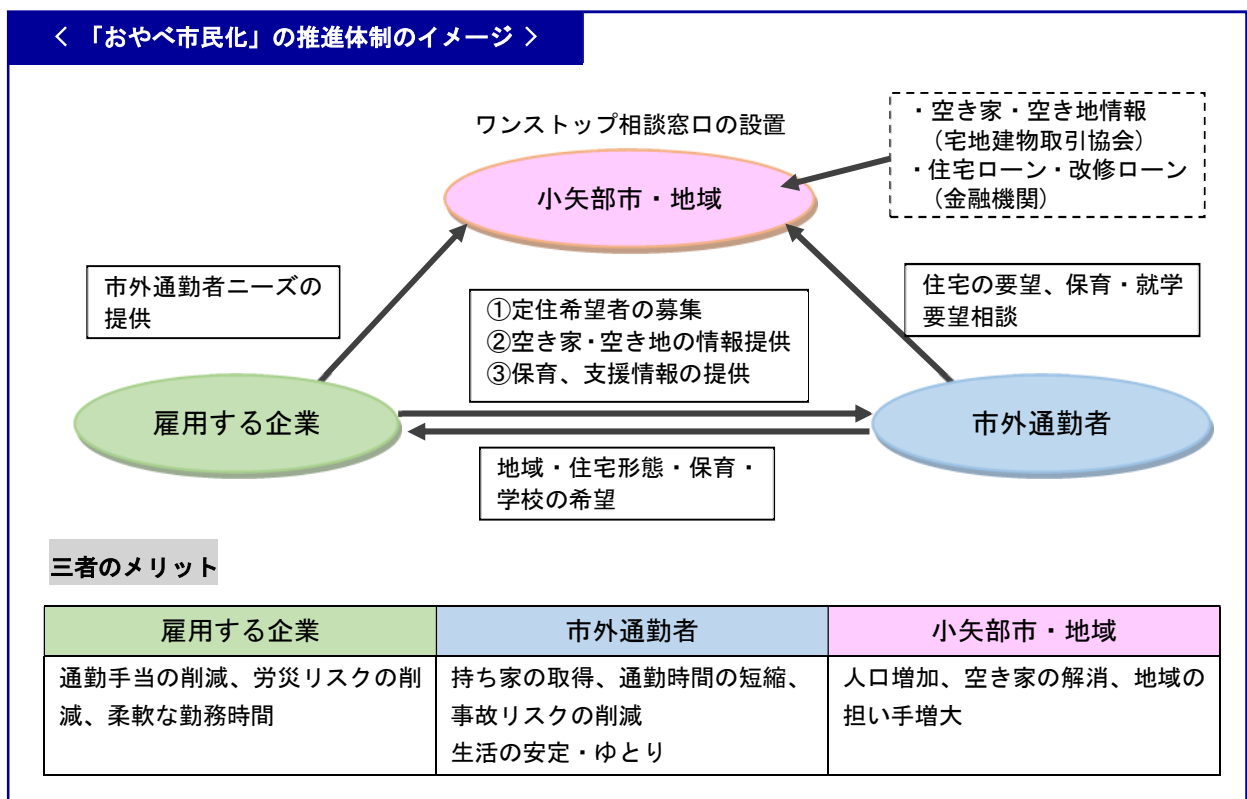 ＜ 「おやべ市民化」の推進体制のイメージ ＞
ワンストップ相談窓口の設置
・空き家・空き地情報
（宅地建物取引協会）
・住宅ローン・改修ローン
（金融機関）
小矢部市・地域
市外通勤者ニーズの
提供
住宅の要望、保育・就学
要望相談
①定住希望者の募集
②空き家・空き地の情報提供
③保育、支援情報の提供
雇用する企業
市外通勤者
地域・住宅形態・保育・
学校の希望
三者のメリット
雇用する企業
市外通勤者
小矢部市・地域
通勤手当の削減、労災リスクの削
減、柔軟な勤務時間
持ち家の取得、通勤時間の短縮、
事故リスクの削減
生活の安定・ゆとり
人口増加、空き家の解消、地域の
担い手増大